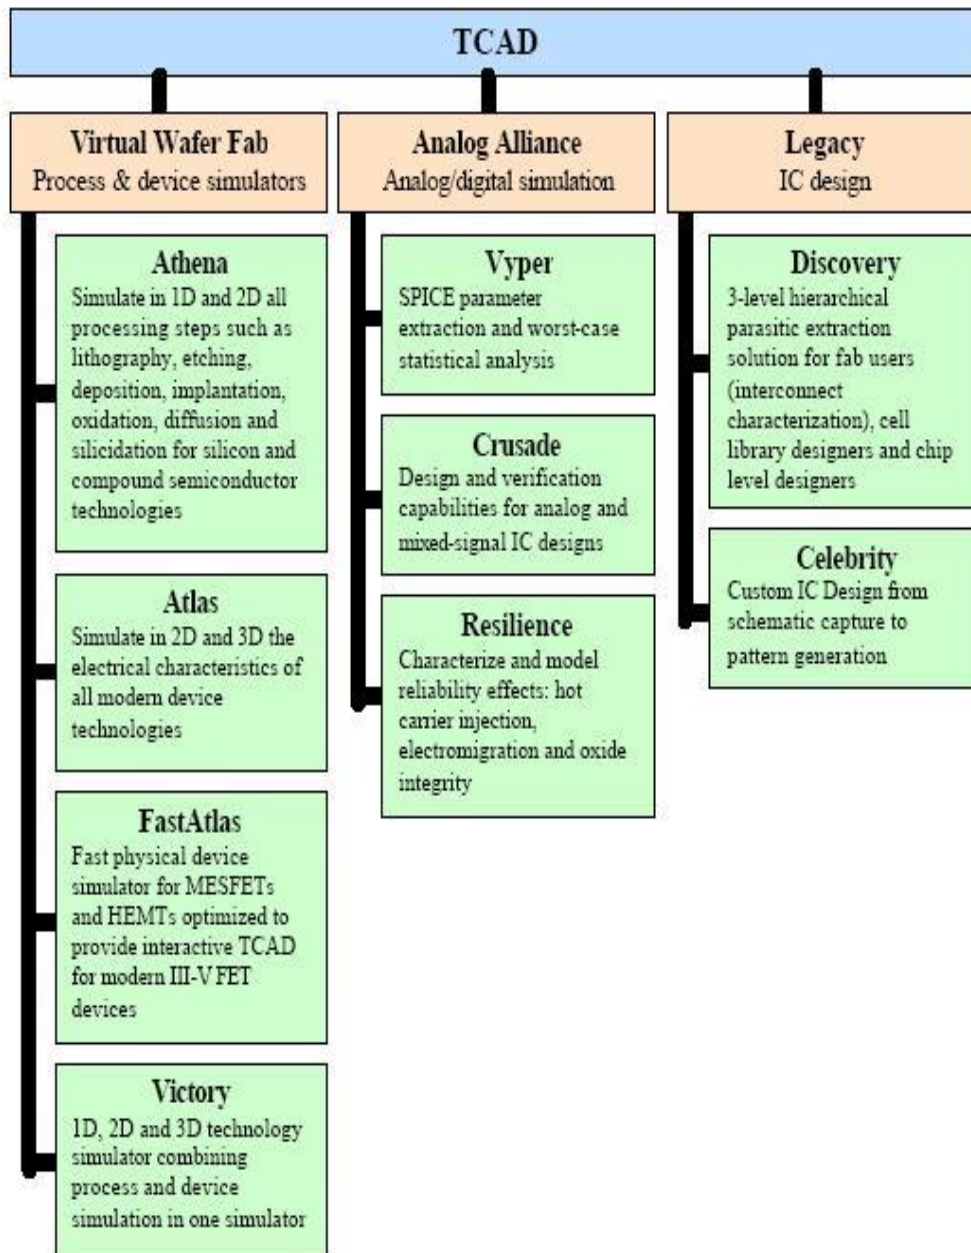 TCAD
Virtual Wafer Fab
Process & device simulators
Athena
Simulate in 1D and 2D all
processing steps such as
lithography, etching,
deposition, implantation,
oxidation, diffusion and
silicidation for silicon and
compound semiconductor
technologies
Atlas
Simulate in 2D and 3D the
electrical characteristics of
all modern device
technologies
FastAtlas
Fast physical device
simulator for MESFETs
and HEMTs optimized to
provide interactive TCAD
for modern III-V FET
devices
Victory
1D, 2D and 3D technology
simulator combining
process and device
simulation in one simulator
Analog Alliance
Analog/digital simulation
Vyper
SPICE parameter
extraction and worst-case
statistical analysis
Crusade
Design and verification
capabilities for analog and
mixed-signal IC designs
Resilience
Characterize and model
reliability effects: hot
carrier injection,
electromigration and oxide
integrity
Legacy
IC design
Discovery
3-level hierarchical
parasitic extraction
solution for fab users
(interconnect
characterization), cell
library designers and chip
level designers
Celebrity
Custom IC Design from
schematic capture to
pattern generation